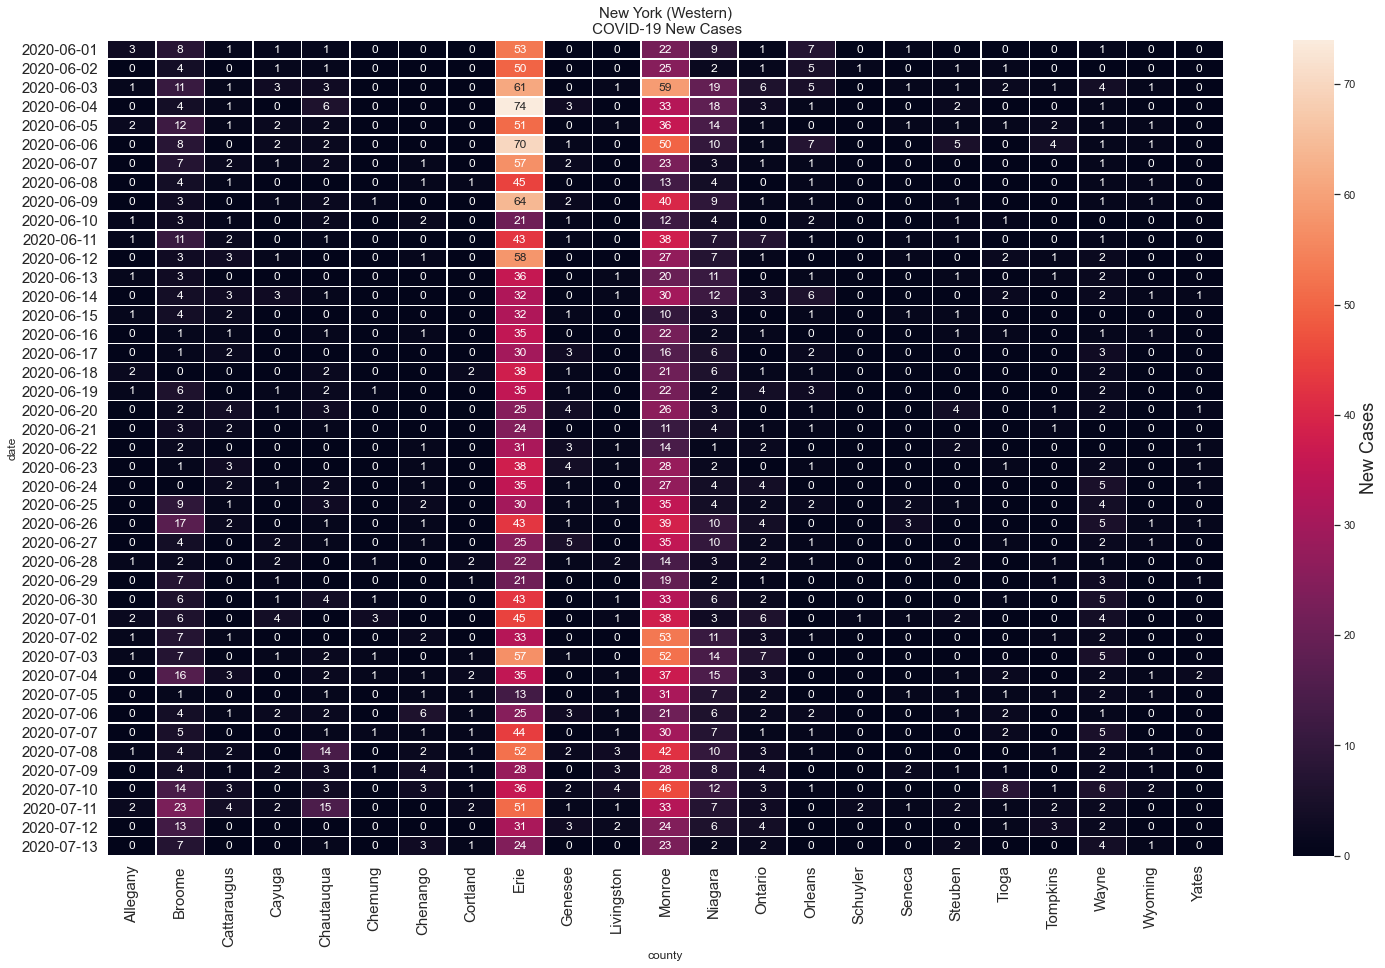 New York (Western)
COVID-19 New Cases
2020-06-01 3 8 1 1 1 0 0 0 53 0 0 22 9 1 7 0 1 0 0 0 1 0 0
2020-06-02 0 4 0 1 1 0 0 0 50 0 0 25 2 1 5 1 0 1 1 0 0 0 0
2020-06-03 1 11 1 3 3 0 0 0 61 0 1 59 19 6 5 0 1 1 2 1 4 1 0
2020-06-04 0 4 1 0 6 0 0 0 74 3 0 33 18 3 1 0 0 2 0 0 1 0 0
2020-06-05 2 12 1 2 2 0 0 0 51 0 1 36 14 1 0 0 1 1 1 2 1 1 0
2020-06-06 0 8 0 2 2 0 0 0 70 1 0 50 10 1 7 0 0 5 0 4 1 1 0
2020-06-07 0 7 2 1 2 0 1 0 57 2 0 23 3 1 1 0 0 0 0 0 1 0 0
2020-06-08 0 4 1 0 0 0 1 1 45 0 0 13 4 0 1 0 0 0 0 0 1 1 0
2020-06-09 0 3 0 1 2 1 0 0 64 2 0 40 9 1 1 0 0 1 0 0 1 1 0
2020-06-10 1 3 1 0 2 0 2 0 21 1 0 12 4 0 2 0 0 1 1 0 0 0 0
2020-06-11 1 11 2 0 1 0 0 0 43 1 0 38 7 7 1 0 1 1 0 0 1 0 0
2020-06-12 0 3 3 1 0 0 1 0 58 0 0 27 7 1 0 0 1 0 2 1 2 0 0
2020-06-13 1 3 0 0 0 0 0 0 36 0 1 20 11 0 1 0 0 1 0 1 2 0 0
2020-06-14 0 4 3 3 1 0 0 0 32 0 1 30 12 3 6 0 0 0 2 0 2 1 1
2020-06-15 1 4 2 0 0 0 0 0 32 1 0 10 3 0 1 0 1 1 0 0 0 0 0
2020-06-16 0 1 1 0 1 0 1 0 35 0 0 22 2 1 0 0 0 1 1 0 1 1 0
2020-06-17 0 1 2 0 0 0 0 0 30 3 0 16 6 0 2 0 0 0 0 0 3 0 0
2020-06-18 2 0 0 0 2 0 0 2 38 1 0 21 6 1 1 0 0 0 0 0 2 0 0
2020-06-19 1 6 0 1 2 1 0 0 35 1 0 22 2 4 3 0 0 0 0 0 2 0 0
2020-06-20 0 2 4 1 3 0 0 0 25 4 0 26 3 0 1 0 0 4 0 1 2 0 1
2020-06-21 0 3 2 0 1 0 0 0 24 0 0 11 4 1 1 0 0 0 0 1 0 0 0
2020-06-22 0 2 0 0 0 0 1 0 31 3 1 14 1 2 0 0 0 2 0 0 0 0 1
2020-06-23 0 1 3 0 0 0 1 0 38 4 1 28 2 0 1 0 0 0 1 0 2 0 1
2020-06-24 0 0 2 1 2 0 1 0 35 1 0 27 4 4 0 0 0 0 0 0 5 0 1
2020-06-25 0 9 1 0 3 0 2 0 30 1 1 35 4 2 2 0 2 1 0 0 4 0 0
2020-06-26 0 17 2 0 1 0 1 0 43 1 0 39 10 4 0 0 3 0 0 0 5 1 1
2020-06-27 0 4 0 2 1 0 1 0 25 5 0 35 10 2 1 0 0 0 1 0 2 1 0
2020-06-28 1 2 0 2 0 1 0 2 22 1 2 14 3 2 1 0 0 2 0 1 1 0 0
2020-06-29 0 7 0 1 0 0 0 1 21 0 0 19 2 1 0 0 0 0 0 1 3 0 1
2020-06-30 0 6 0 1 4 1 0 0 43 0 1 33 6 2 0 0 0 0 1 0 5 0 0
2020-07-01 2 6 0 4 0 3 0 0 45 0 1 38 3 6 0 1 1 2 0 0 4 0 0
2020-07-02 1 7 1 0 0 0 2 0 33 0 0 53 11 3 1 0 0 0 0 1 2 0 0
2020-07-03 1 7 0 1 2 1 0 1 57 1 0 52 14 7 0 0 0 0 0 0 5 0 0
2020-07-04 0 16 3 0 2 1 1 2 35 0 1 37 15 3 0 0 0 1 2 0 2 1 2
2020-07-05 0 1 0 0 1 0 1 1 13 0 1 31 7 2 0 0 1 1 1 1 2 1 0
2020-07-06 0 4 1 2 2 0 6 1 25 3 1 21 6 2 2 0 0 1 2 0 1 0 0
2020-07-07 0 5 0 0 1 1 1 1 44 0 1 30 7 1 1 0 0 0 2 0 5 0 0
2020-07-08 1 4 2 0 14 0 2 1 52 2 3 42 10 3 1 0 0 0 0 1 2 1 0
2020-07-09 0 4 1 2 3 1 4 1 28 0 3 28 8 4 0 0 2 1 1 0 2 1 0
2020-07-10 0 14 3 0 3 0 3 1 36 2 4 46 12 3 1 0 0 0 8 1 6 2 0
2020-07-11 2 23 4 2 15 0 0 2 51 1 1 33 7 3 0 2 1 2 1 2 2 0 0
2020-07-12 0 13 0 0 0 0 0 0 31 3 2 24 6 4 0 0 0 0 1 3 2 0 0
2020-07-13 0 7 0 0 1 0 3 1 24 0 0 23 2 2 0 0 0 2 0 0 4 1 0
date
Allegany Broome Cattaraugus Cayuga Chautauqua Chemung Chenango Cortland Erie Genesee Livingston Monroe Niagara Ontario Orleans Schuyler Seneca Steuben Tioga Tompkins Wayne Wyoming Yates
county
70
60
50
40
30
20
10
0
New Cases